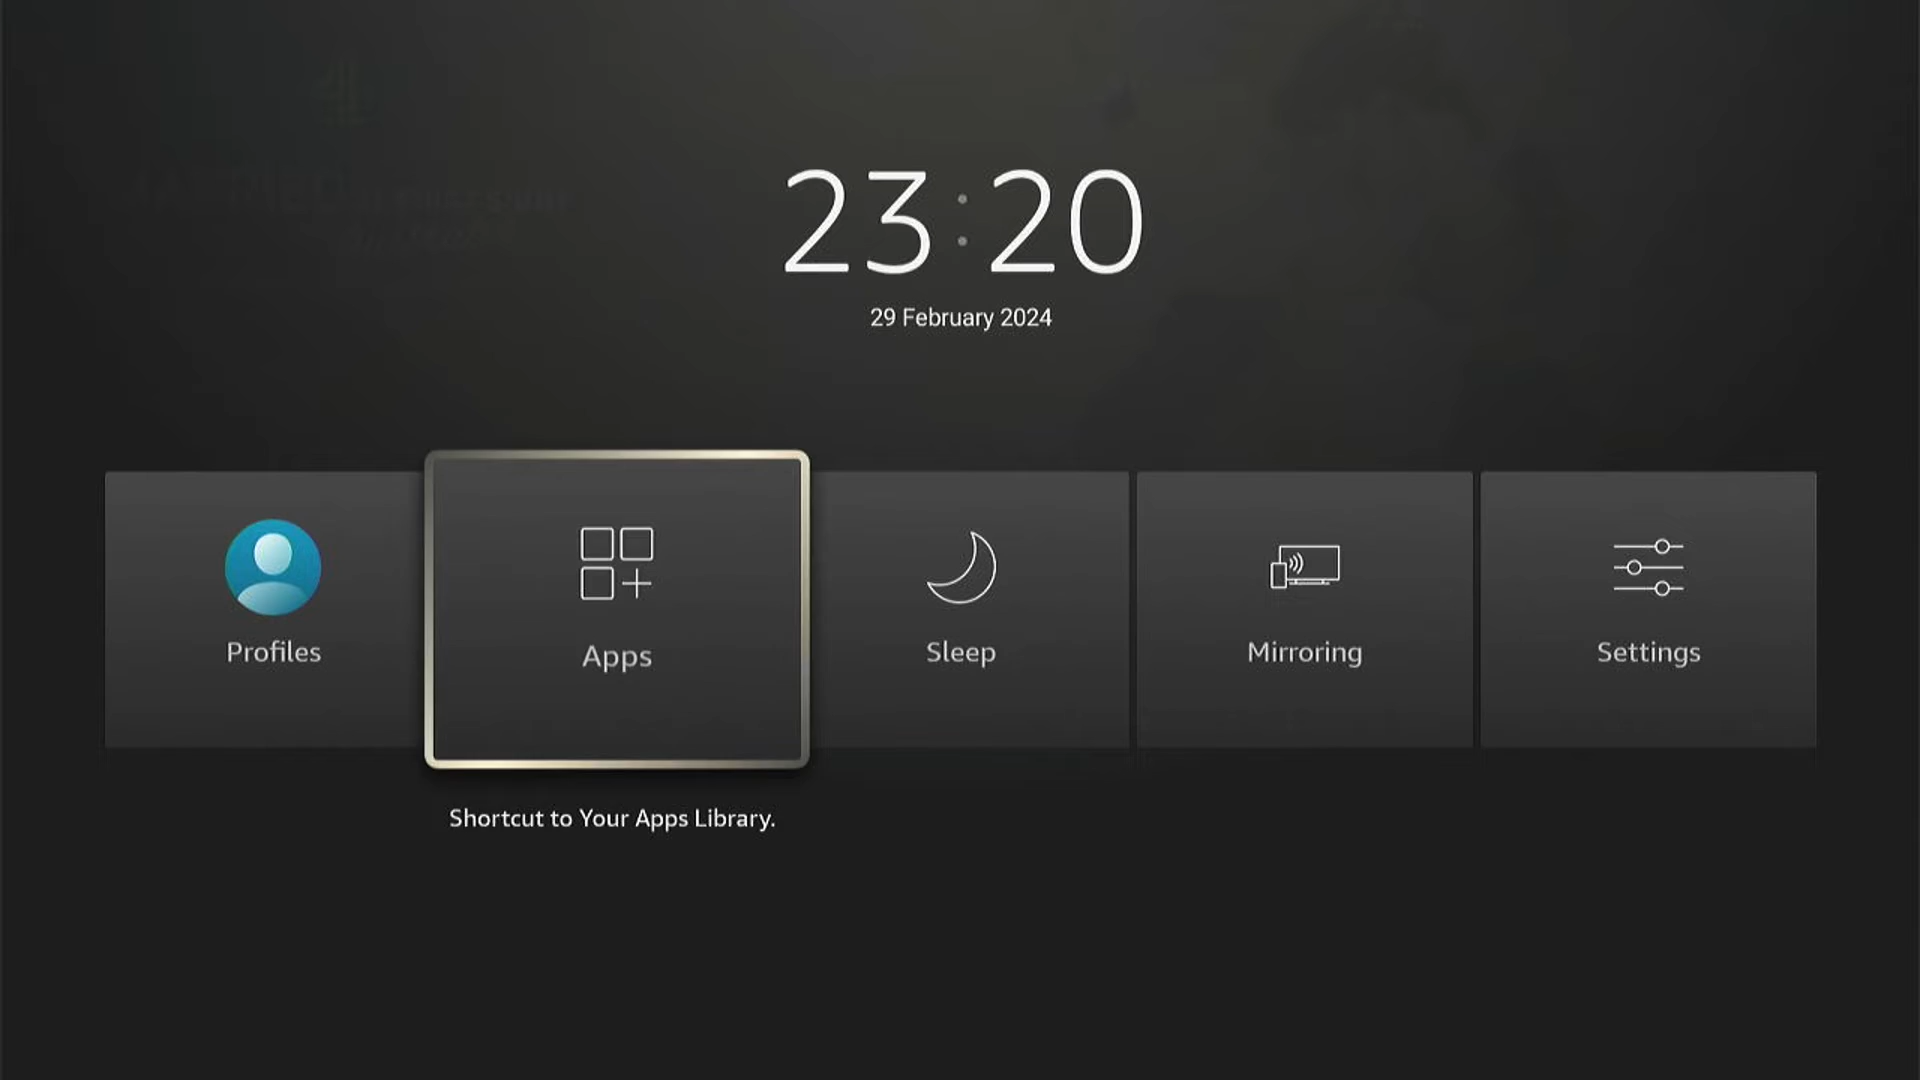 23:20
29 February 2024
Profiles
Apps
Sleep
Mirroring
Settings
Shortcut to Your Apps Library.